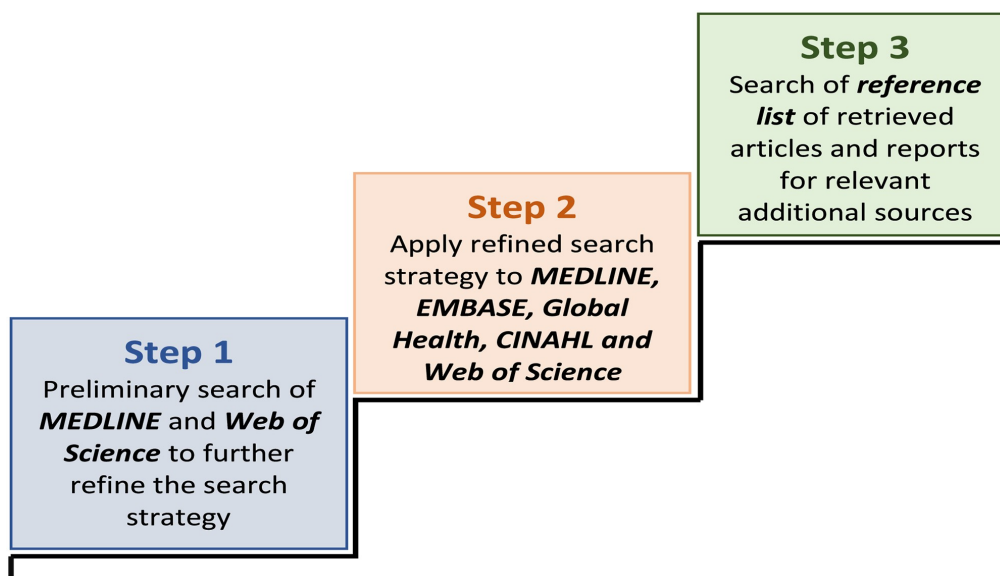 Step 1
Preliminary search of
MEDLINE and Web of
Science to further
refine the search
strategy
Step 2
Apply refined search
strategy to MEDLINE,
EMBASE, Global
Health, CINAHL and
Web of Science
Step 3
Search of reference
list of retrieved
articles and reports
for relevant
additional sources